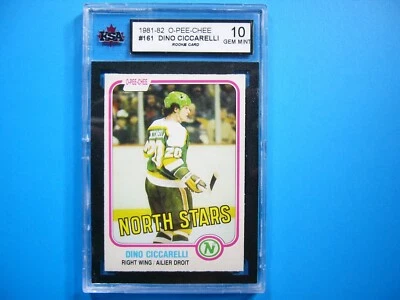 KSA
1981-82 O-PEE-CHEE
#161 DINO CICCARELLI
ROOKIE CARD
10
GEM MINT
O-PEE-CHEE
20
NORTH STARS
DINO CICCARELLI
RIGHT WING / AILIER DROIT
N